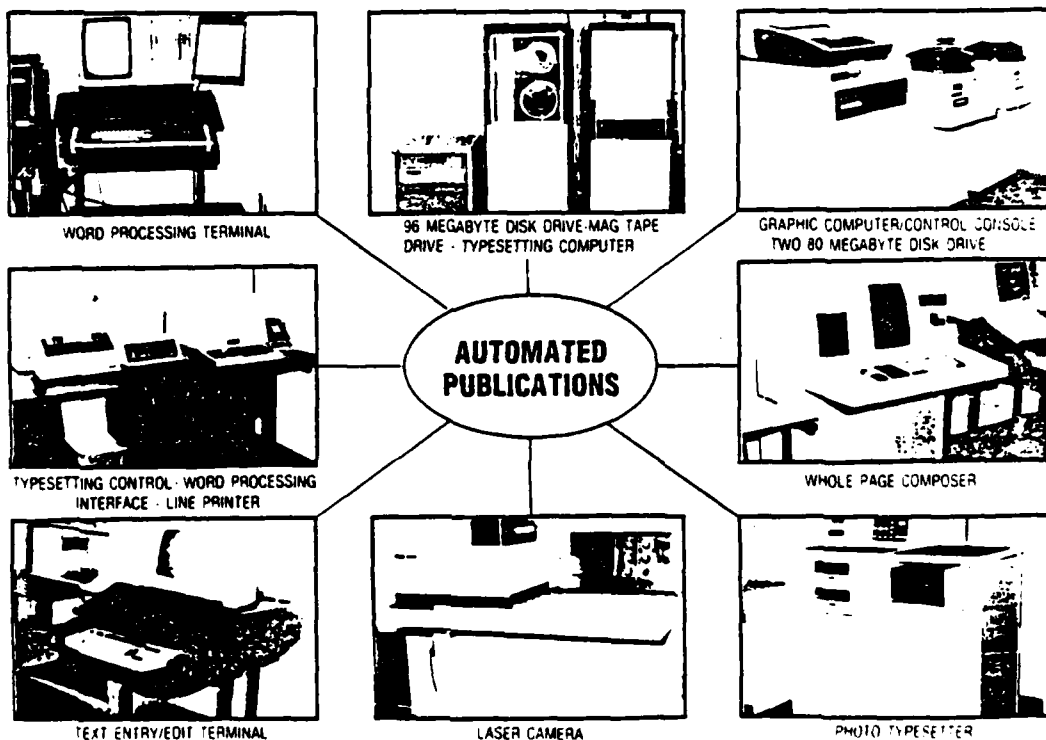 WORD PROCESSING TERMINAL
96 MEGABYTE DISK DRIVE·MAG TAPE
DRIVE · TYPESETTING COMPUTER
GRAPHIC COMPUTER/CONTROL CONSOLE
TWO 80 MEGABYTE DISK DRIVE
AUTOMATED
PUBLICATIONS
TYPESETTING CONTROL · WORD PROCESSING
INTERFACE · LINE PRINTER
WHOLE PAGE COMPOSER
TEXT ENTRY/EDIT TERMINAL
LASER CAMERA
PHOTO TYPESETTER